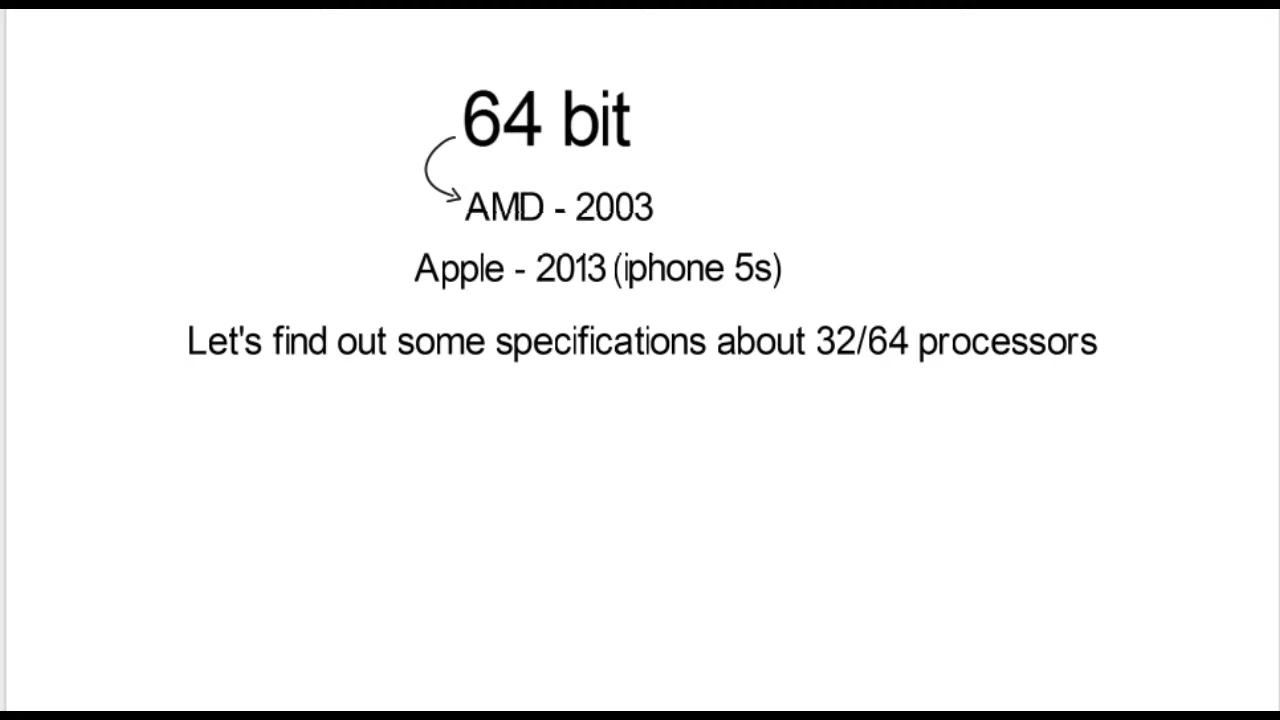 64 bit
AMD - 2003
Apple - 2013 (iphone 5s)
Let's find out some specifications about 32/64 processors